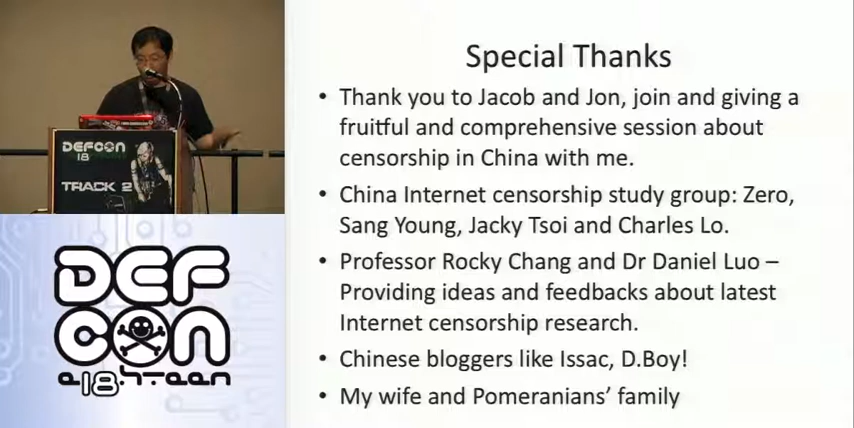 DEFCON
18
TRACK 2
DEF
CON
e18hteen
Special Thanks
• Thank you to Jacob and Jon, join and giving a
fruitful and comprehensive session about
censorship in China with me.
• China Internet censorship study group: Zero,
Sang Young, Jacky Tsoi and Charles Lo.
• Professor Rocky Chang and Dr Daniel Luo –
Providing ideas and feedbacks about latest
Internet censorship research.
• Chinese bloggers like Issac, D.Boy!
• My wife and Pomeranians’ family